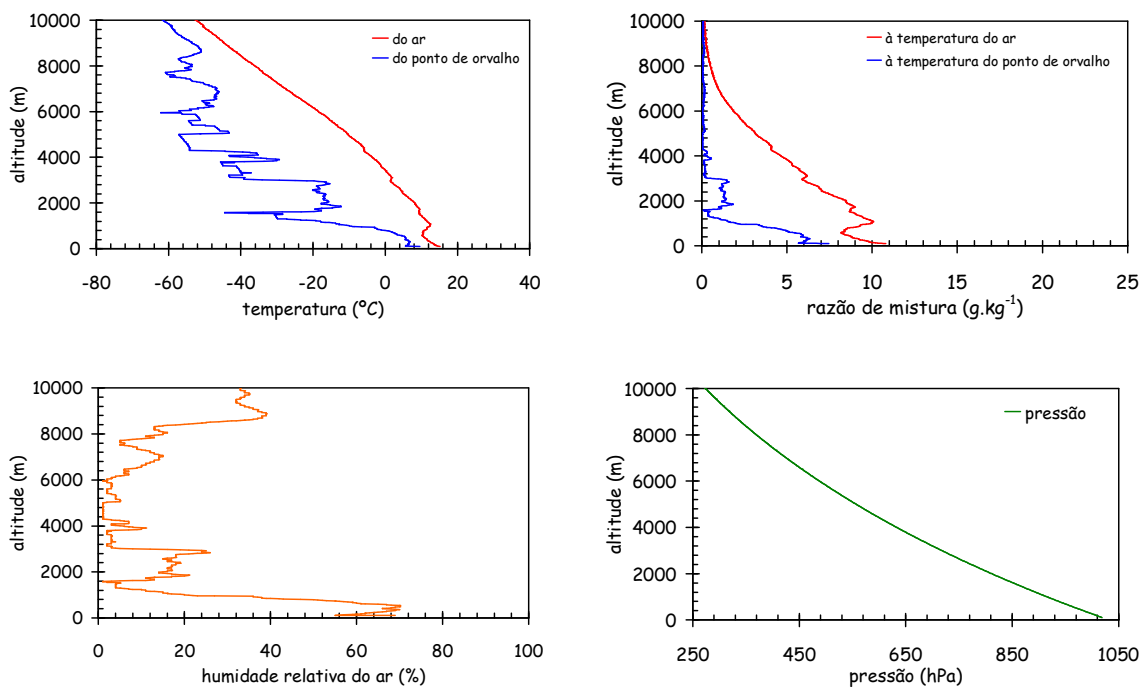 10000
8000
6000
4000
2000
0
altitude (m)
-80 -60 -40 -20 0 20 40
temperatura (ºC)
do ar
do ponto de orvalho
10000
8000
6000
4000
2000
0
altitude (m)
0 5 10 15 20 25
razão de mistura (g.kg⁻¹)
à temperatura do ar
à temperatura do ponto de orvalho
10000
8000
6000
4000
2000
0
altitude (m)
0 20 40 60 80 100
humidade relativa do ar (%)
10000
8000
6000
4000
2000
0
altitude (m)
250 450 650 850 1050
pressão (hPa)
pressão